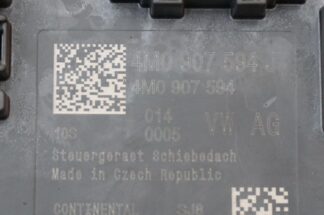 4M0 907 594
4M0 907 594
014
10S 0005 VW AG
Steuergeraet Schiebedach
Made in Czech Republic
CONTINENTAL